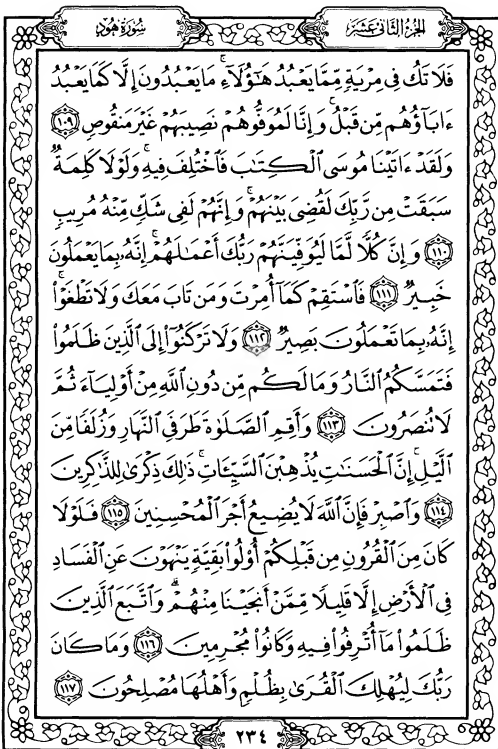 الجزء الثاني عشر
سورة هود
فَلَا تَكُ فِي مِرْيَةٍ مِّمَّا يَعْبُدُ هَٰٓؤُلَآءِ ۚ مَا يَعْبُدُونَ إِلَّا كَمَا يَعْبُدُ
ءَابَآؤُهُم مِّن قَبْلُ ۚ وَإِنَّا لَمُوَفُّوهُمْ نَصِيبَهُمْ غَيْرَ مَنقُوصٍ ١٠٩
وَلَقَدْ ءَاتَيْنَا مُوسَى ٱلْكِتَٰبَ فَٱخْتُلِفَ فِيهِ ۚ وَلَوْلَا كَلِمَةٌ
سَبَقَتْ مِن رَّبِّكَ لَقُضِيَ بَيْنَهُمْ ۚ وَإِنَّهُمْ لَفِي شَكٍّ مِّنْهُ مُرِيبٍ
١١٠ وَإِنَّ كُلًّا لَّمَّا لَيُوَفِّيَنَّهُمْ رَبُّكَ أَعْمَٰلَهُمْ ۚ إِنَّهُۥ بِمَا يَعْمَلُونَ
خَبِيرٌ ١١١ فَٱسْتَقِمْ كَمَآ أُمِرْتَ وَمَن تَابَ مَعَكَ وَلَا تَطْغَوْا۟ ۚ
إِنَّهُۥ بِمَا تَعْمَلُونَ بَصِيرٌ ١١٢ وَلَا تَرْكَنُوٓا۟ إِلَى ٱلَّذِينَ ظَلَمُوا۟
فَتَمَسَّكُمُ ٱلنَّارُ وَمَا لَكُم مِّن دُونِ ٱللَّهِ مِنْ أَوْلِيَآءَ ثُمَّ
لَا تُنصَرُونَ ١١٣ وَأَقِمِ ٱلصَّلَوٰةَ طَرَفَيِ ٱلنَّهَارِ وَزُلَفًا مِّنَ
ٱلَّيْلِ ۚ إِنَّ ٱلْحَسَنَٰتِ يُذْهِبْنَ ٱلسَّيِّـَٔاتِ ۚ ذَٰلِكَ ذِكْرَىٰ لِلذَّٰكِرِينَ
١١٤ وَٱصْبِرْ فَإِنَّ ٱللَّهَ لَا يُضِيعُ أَجْرَ ٱلْمُحْسِنِينَ ١١٥ فَلَوْلَا
كَانَ مِنَ ٱلْقُرُونِ مِن قَبْلِكُمْ أُو۟لُوا۟ بَقِيَّةٍ يَنْهَوْنَ عَنِ ٱلْفَسَادِ
فِي ٱلْأَرْضِ إِلَّا قَلِيلًا مِّمَّنْ أَنجَيْنَا مِنْهُمْ ۗ وَٱتَّبَعَ ٱلَّذِينَ
ظَلَمُوا۟ مَآ أُتْرِفُوا۟ فِيهِ وَكَانُوا۟ مُجْرِمِينَ ١١٦ وَمَا كَانَ
رَبُّكَ لِيُهْلِكَ ٱلْقُرَىٰ بِظُلْمٍ وَأَهْلُهَا مُصْلِحُونَ ١١٧
٢٣٤